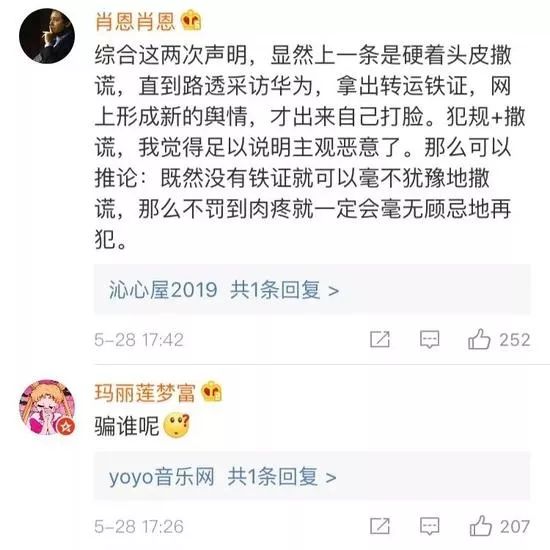 肖恩肖恩
综合这两次声明，显然上一条是硬着头皮撒
谎，直到路透采访华为，拿出转运铁证，网
上形成新的舆情，才出来自己打脸。犯规+撒
谎，我觉得足以说明主观恶意了。那么可以
推论：既然没有铁证就可以毫不犹豫地撒
谎，那么不罚到肉疼就一定会毫无顾忌地再
犯。
沁心屋2019 共1条回复 >
5-28 17:42 252
玛丽莲梦富
骗谁呢
yoyo音乐网 共1条回复 >
5-28 17:26 207